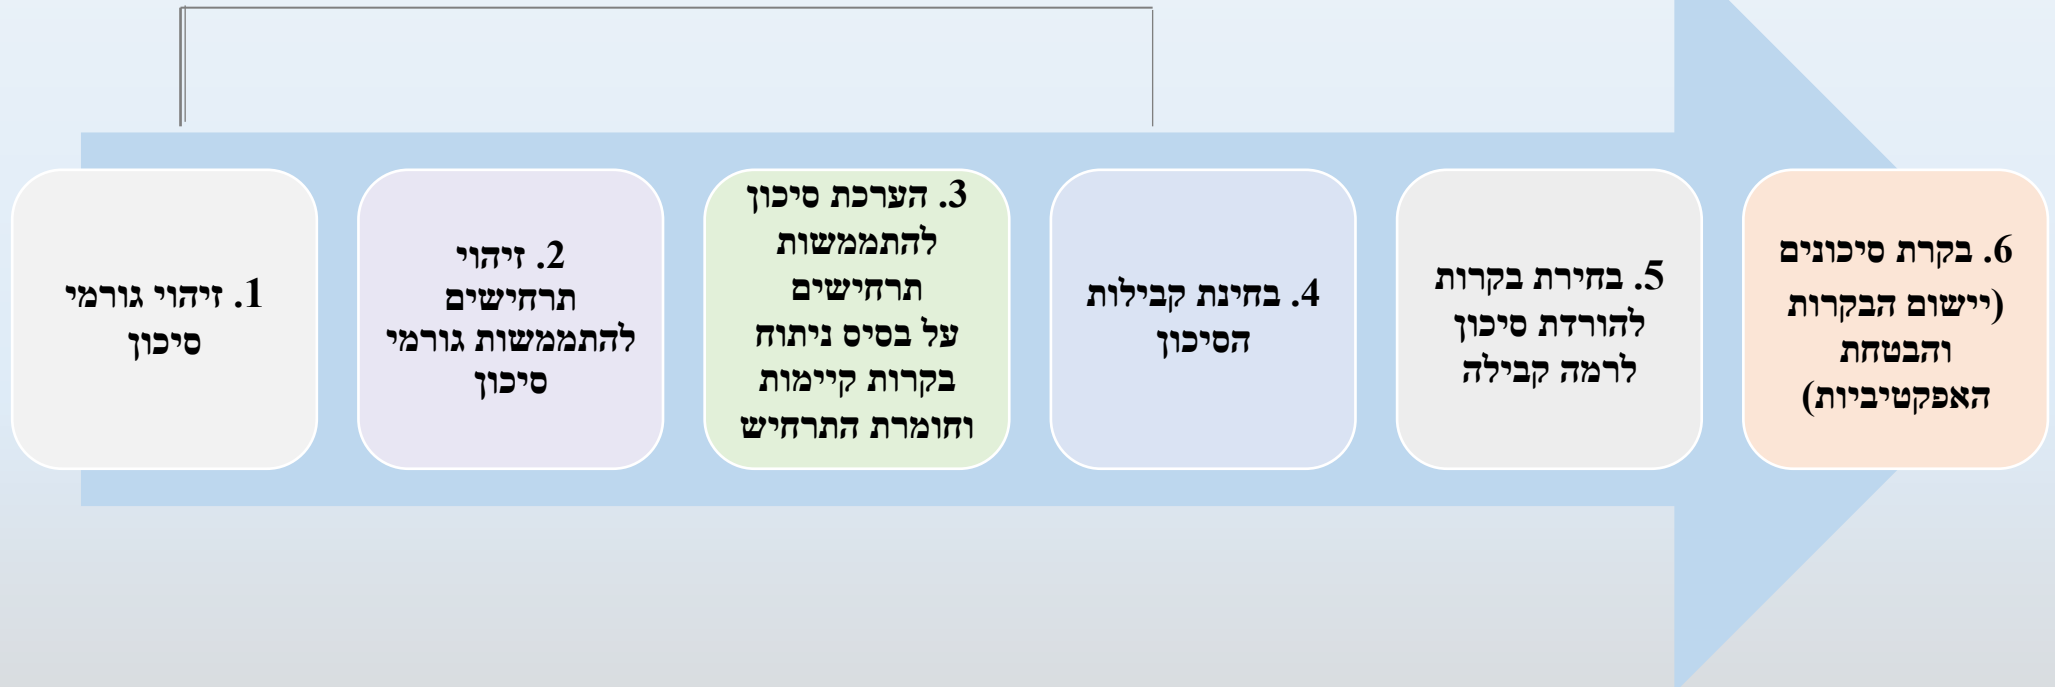 1. זיהוי גורמי
סיכון
2. זיהוי
תרחישים
להתממשות גורמי
סיכון
3. הערכת סיכון
להתממשות
תרחישים
על בסיס ניתוח
בקרות קיימות
וחומרת התרחיש
4. בחינת קבילות
הסיכון
5. בחירת בקרות
להורדת סיכון
לרמה קבילה
6. בקרת סיכונים
(יישום הבקרות
והבטחת
האפקטיביות)